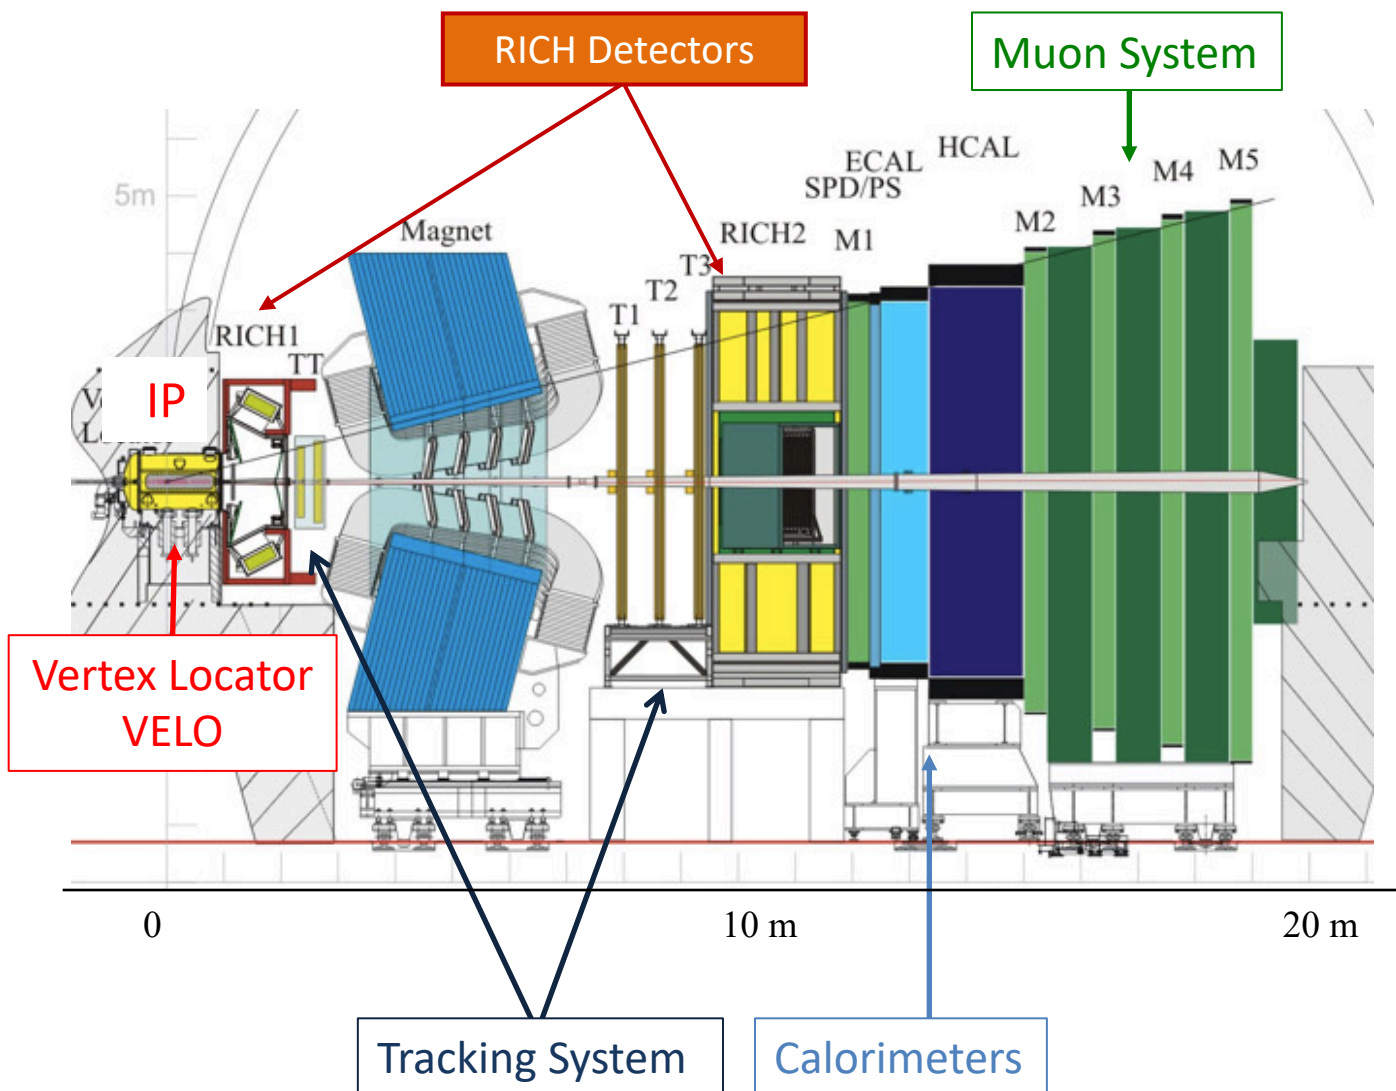 RICH Detectors
Muon System
HCAL
ECAL
SPD/PS
M5
M4
M3
M2
M1
5m
Magnet
RICH2
T3
T2
T1
RICH1
TT
IP
Vertex Locator
VELO
0
10 m
20 m
Tracking System
Calorimeters